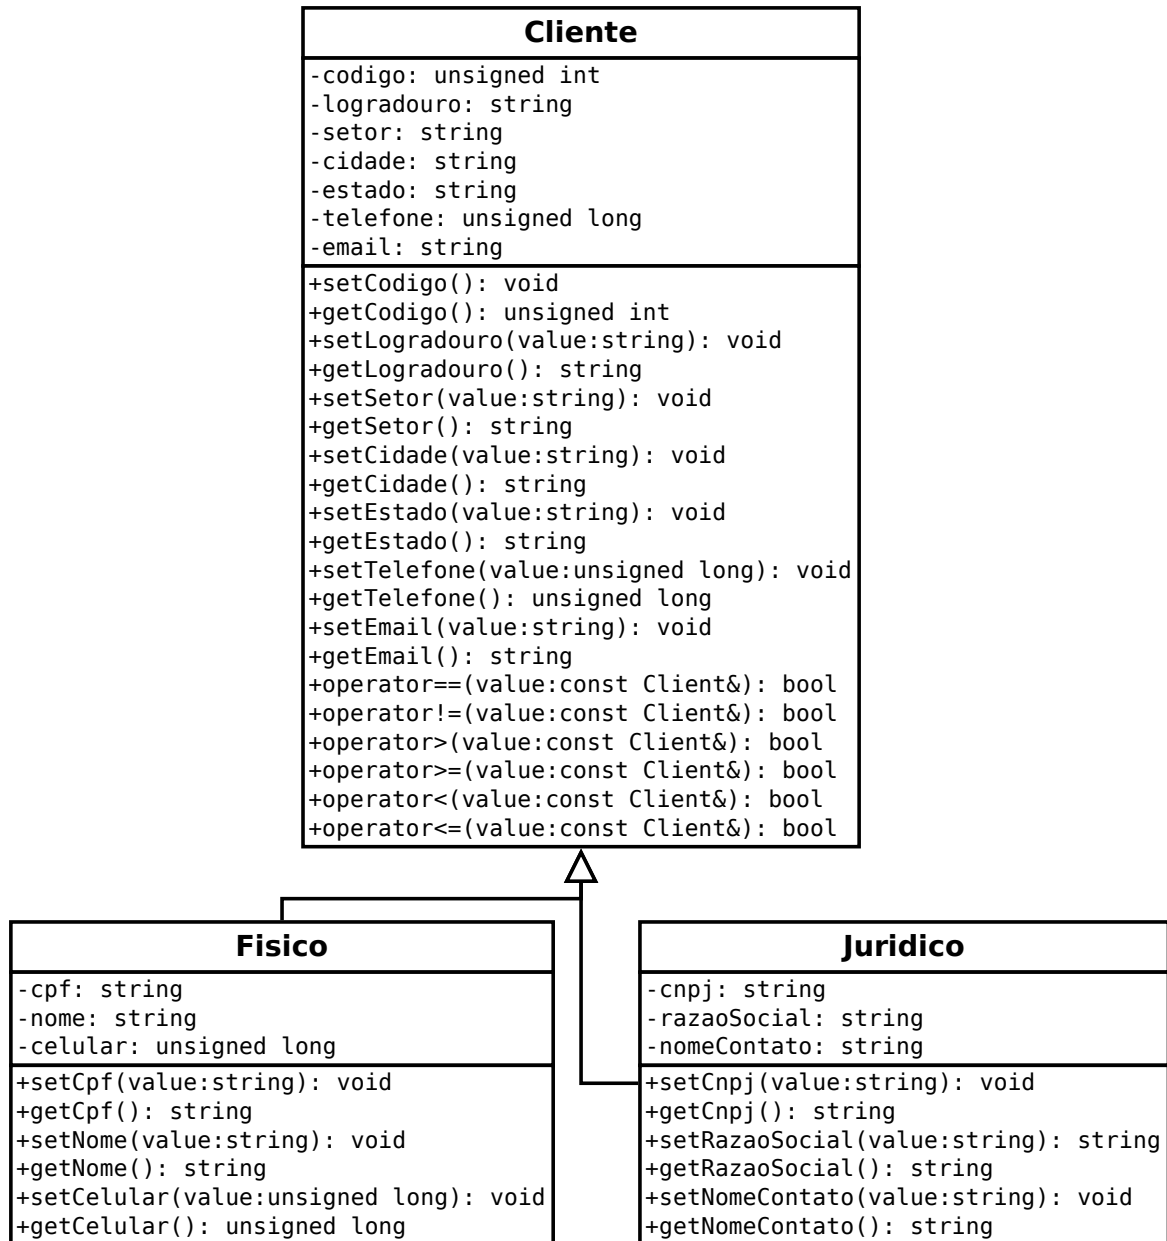 Cliente
-codigo: unsigned int
-logradouro: string
-setor: string
-cidade: string
-estado: string
-telefone: unsigned long
-email: string
+setCodigo(): void
+getCodigo(): unsigned int
+setLogradouro(value:string): void
+getLogradouro(): string
+setSetor(value:string): void
+getSetor(): string
+setCidade(value:string): void
+getCidade(): string
+setEstado(value:string): void
+getEstado(): string
+setTelefone(value:unsigned long): void
+getTelefone(): unsigned long
+setEmail(value:string): void
+getEmail(): string
+operator==(value:const Client&): bool
+operator!=(value:const Client&): bool
+operator>(value:const Client&): bool
+operator>=(value:const Client&): bool
+operator<(value:const Client&): bool
+operator<=(value:const Client&): bool
Fisico
-cpf: string
-nome: string
-celular: unsigned long
+setCpf(value:string): void
+getCpf(): string
+setNome(value:string): void
+getNome(): string
+setCelular(value:unsigned long): void
+getCelular(): unsigned long
Juridico
-cnpj: string
-razaoSocial: string
-nomeContato: string
+setCnpj(value:string): void
+getCnpj(): string
+setRazaoSocial(value:string): string
+getRazaoSocial(): string
+setNomeContato(value:string): void
+getNomeContato(): string